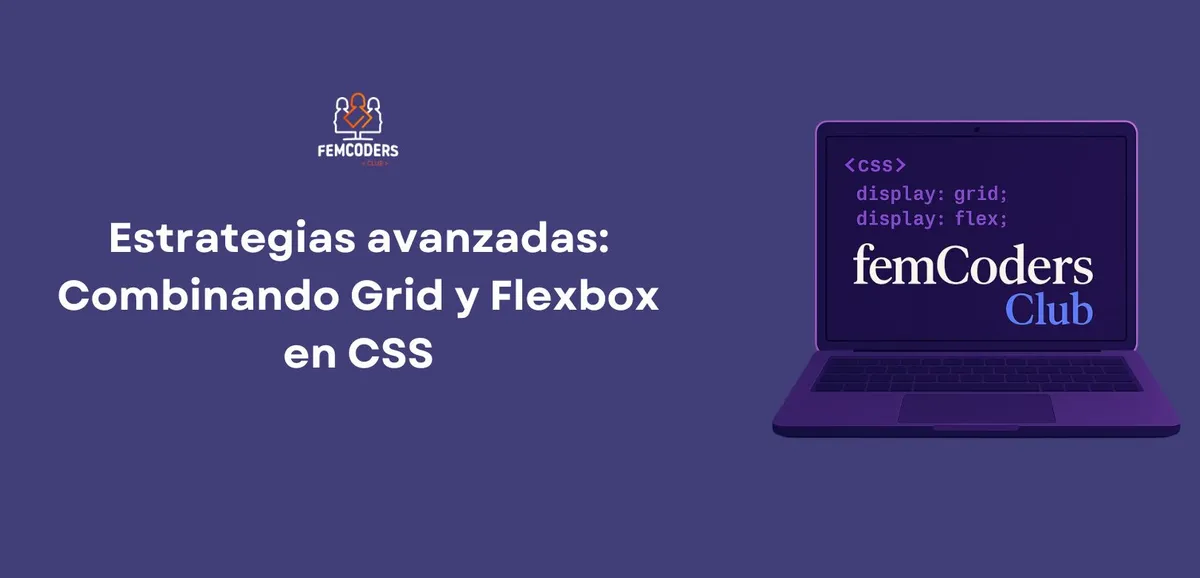 FEMCODERS
< CLUB >
Estrategias avanzadas:
Combinando Grid y Flexbox
en CSS
<css>
display: grid;
display: flex;
femCoders
Club